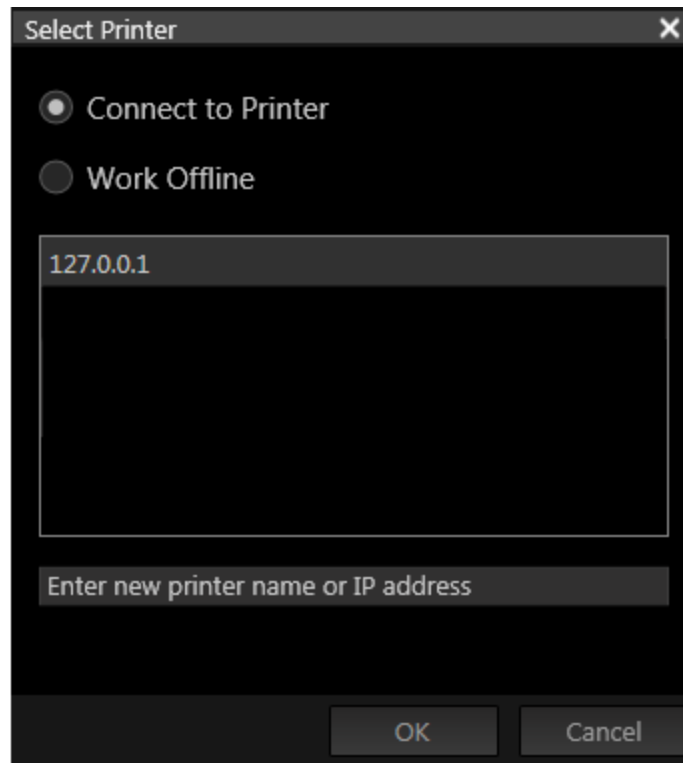 Select Printer
Connect to Printer
Work Offline
127.0.0.1
Enter new printer name or IP address
OK Cancel